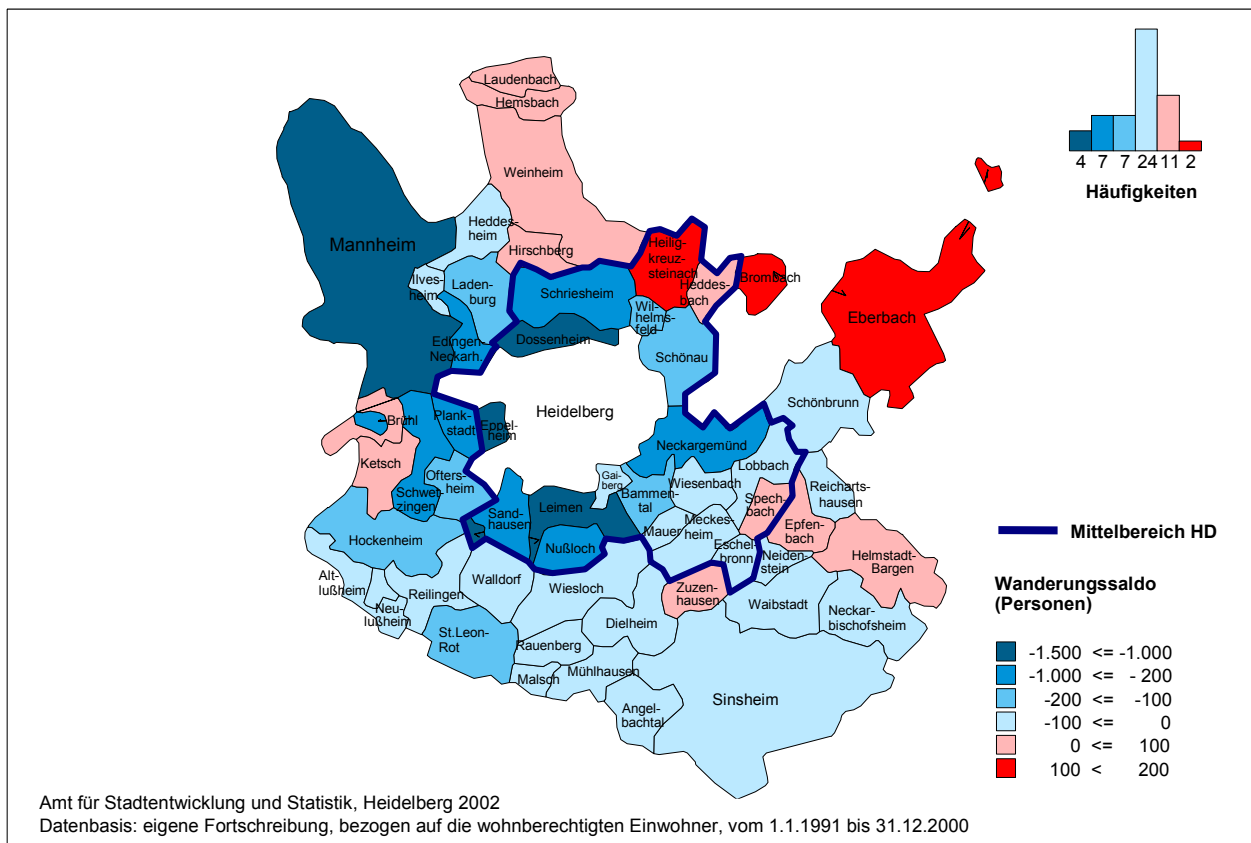 Laudenbach
Hemsbach
Weinheim
4 7 7 24 11 2
Häufigkeiten
Mannheim
Heddes-
heim
Hirschberg
Heilig-
kreuz-
steinach
Ilves-
heim
Laden-
burg
Schriesheim
Heddes-
bach
Brombach
Eberbach
Wil-
helms-
feld
Edingen-
Neckarh.
Dossenheim
Schönau
Schönbrunn
Brühl
Plank-
stadt
Eppel-
heim
Heidelberg
Neckargemünd
Ketsch
Schwet-
zingen
Ofters-
heim
Gai-
berg
Bammen-
tal
Wiesenbach
Lobbach
Reicharts-
hausen
Sand-
hausen
Leimen
Spech-
bach
Epfen-
bach
Mauer
Meckes-
heim
Eschel-
bronn
Neiden-
stein
Helmstadt-
Bargen
Hockenheim
Nußloch
Mittelbereich HD
Alt-
lußheim
Neu-
lußheim
Reilingen
Walldorf
Wiesloch
Zuzen-
hausen
Waibstadt
Neckar-
bischofsheim
Dielheim
St.Leon-
Rot
Rauenberg
Malsch
Mühlhausen
Angel-
bachtal
Sinsheim
Wanderungssaldo
(Personen)
-1.500 <= -1.000
-1.000 <= - 200
-200 <= -100
-100 <= 0
0 <= 100
100 < 200
Amt für Stadtentwicklung und Statistik, Heidelberg 2002
Datenbasis: eigene Fortschreibung, bezogen auf die wohnberechtigten Einwohner, vom 1.1.1991 bis 31.12.2000